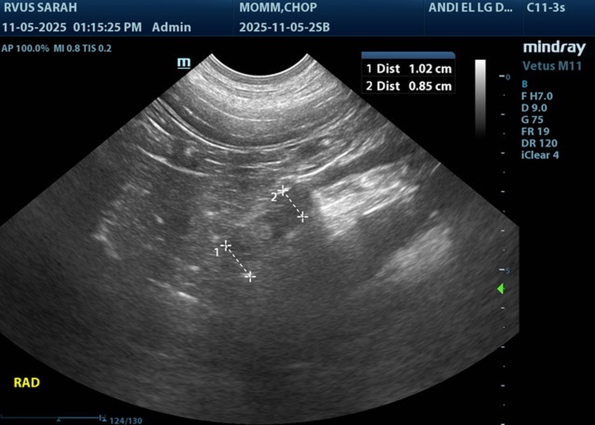 RVUS SARAH MOMM,CHOP ANDI EL LG D... C11-3s
11-05-2025 01:15:25 PM Admin 2025-11-05-2SB
AP 100.0% MI 0.8 TIS 0.2
m
1 Dist 1.02 cm
2 Dist 0.85 cm
mindray
Vetus M11
B
F H7.0
D 9.0
G 75
FR 19
DR 120
iClear 4
0
5
2
1
RAD
124/130